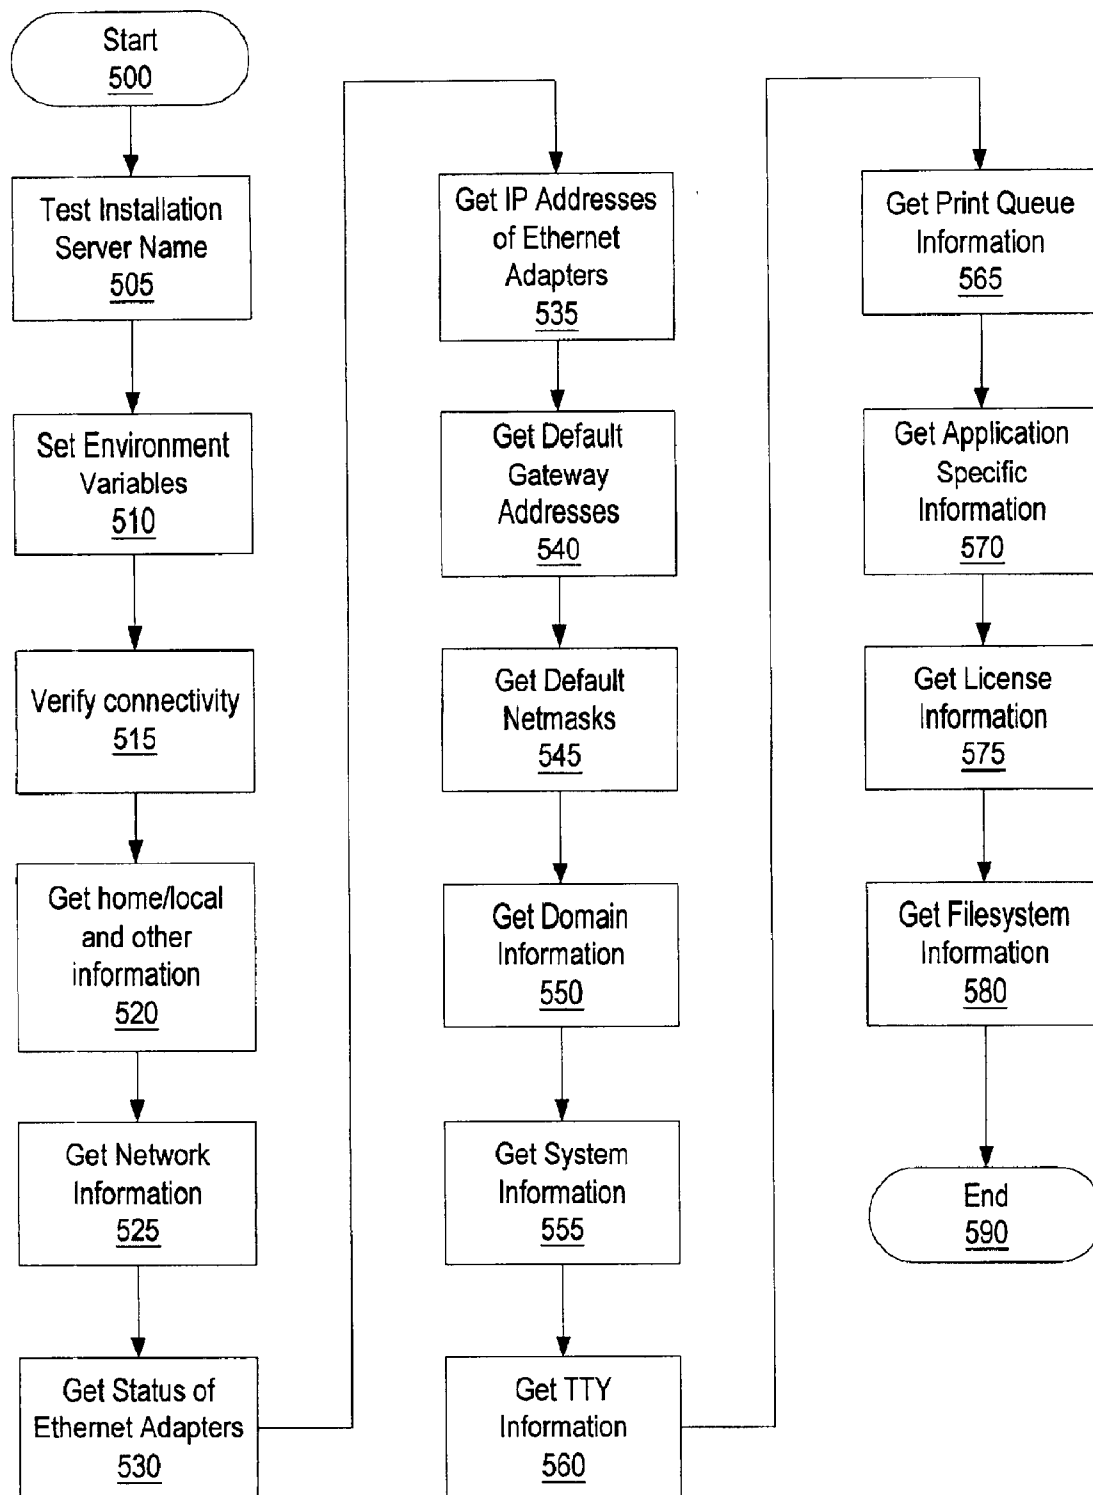 Start
500
Test Installation
Server Name
505
Set Environment
Variables
510
Verify connectivity
515
Get home/local
and other
information
520
Get Network
Information
525
Get Status of
Ethernet Adapters
530
Get IP Addresses
of Ethernet
Adapters
535
Get Default
Gateway
Addresses
540
Get Default
Netmasks
545
Get Domain
Information
550
Get System
Information
555
Get TTY
Information
560
Get Print Queue
Information
565
Get Application
Specific
Information
570
Get License
Information
575
Get Filesystem
Information
580
End
590